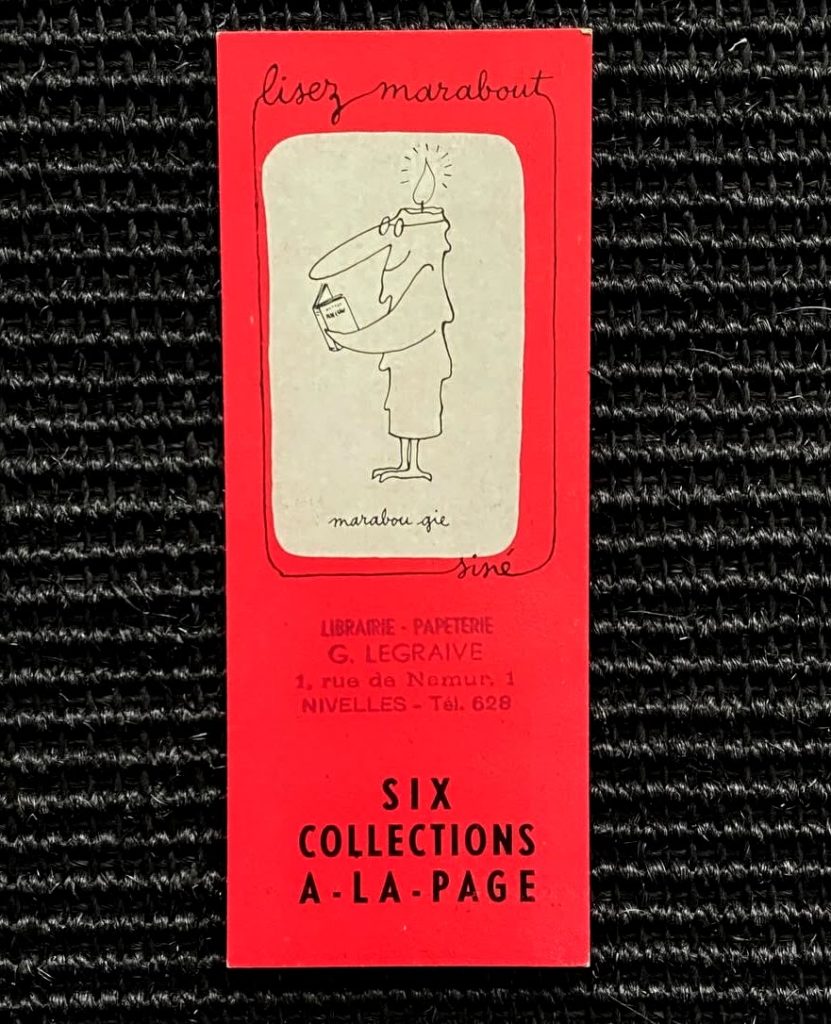 lisez marabout
marabou gie
siné
LIBRAIRIE - PAPETERIE
G. LEGRAIVE
1, rue de Namur, 1
NIVELLES - Tél. 628
SIX
COLLECTIONS
A - LA - PAGE